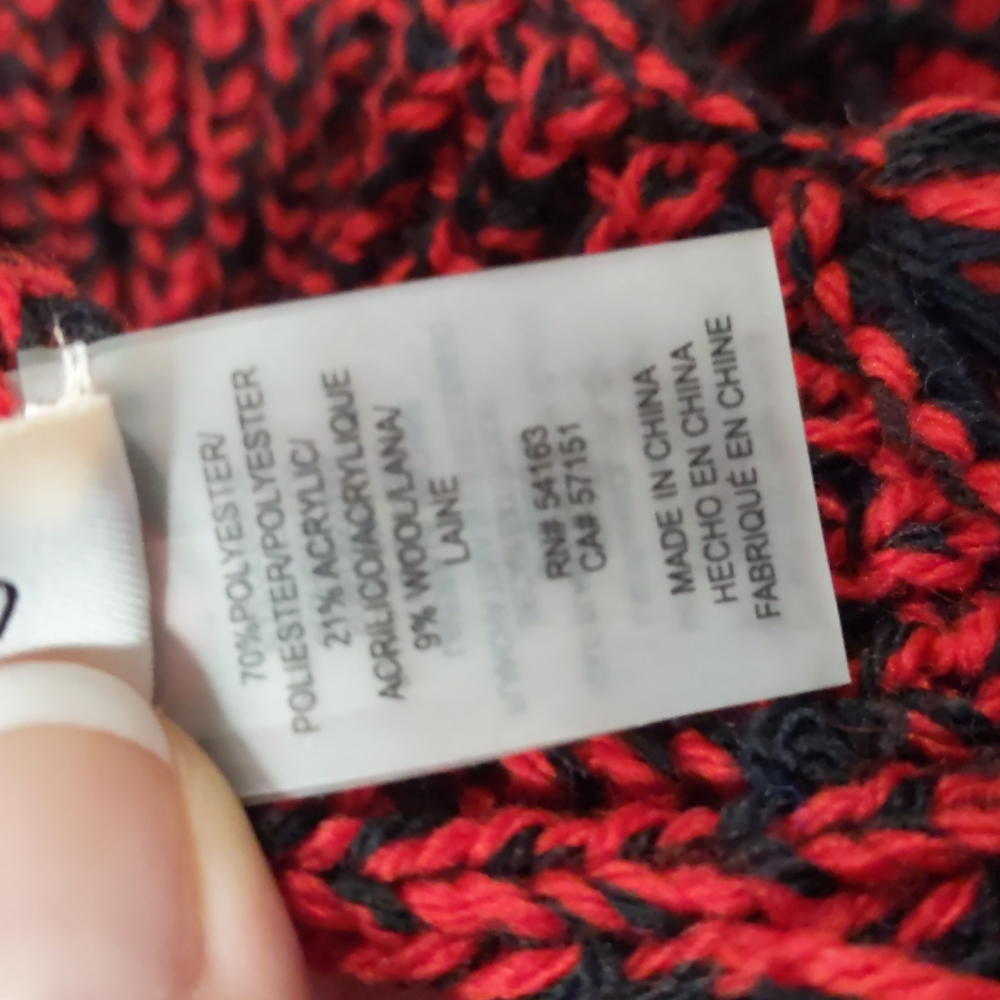 70%POLYESTER/
POLIESTER/POLYESTER
21% ACRYLIC/
ACRILICO/ACRYLIQUE
9% WOOL/LANA/
LAINE
RN# 54163
CA# 57151
MADE IN CHINA
HECHO EN CHINA
FABRIQUÉ EN CHINE